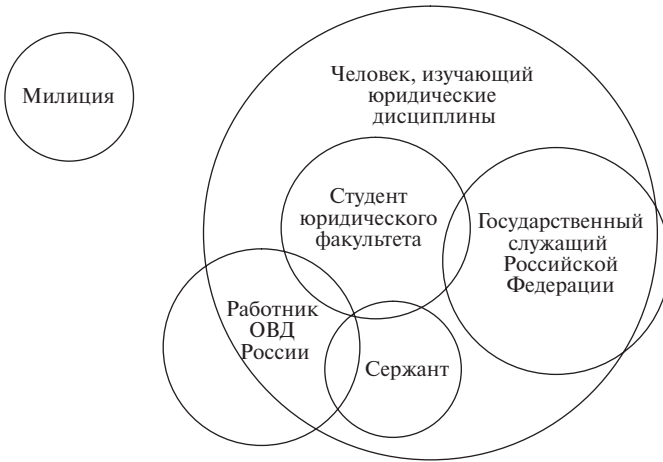 Милиция
Человек, изучающий
юридические
дисциплины
Студент
юридического
факультета
Государственный
служащий
Российской
Федерации
Работник
ОВД
России
Сержант